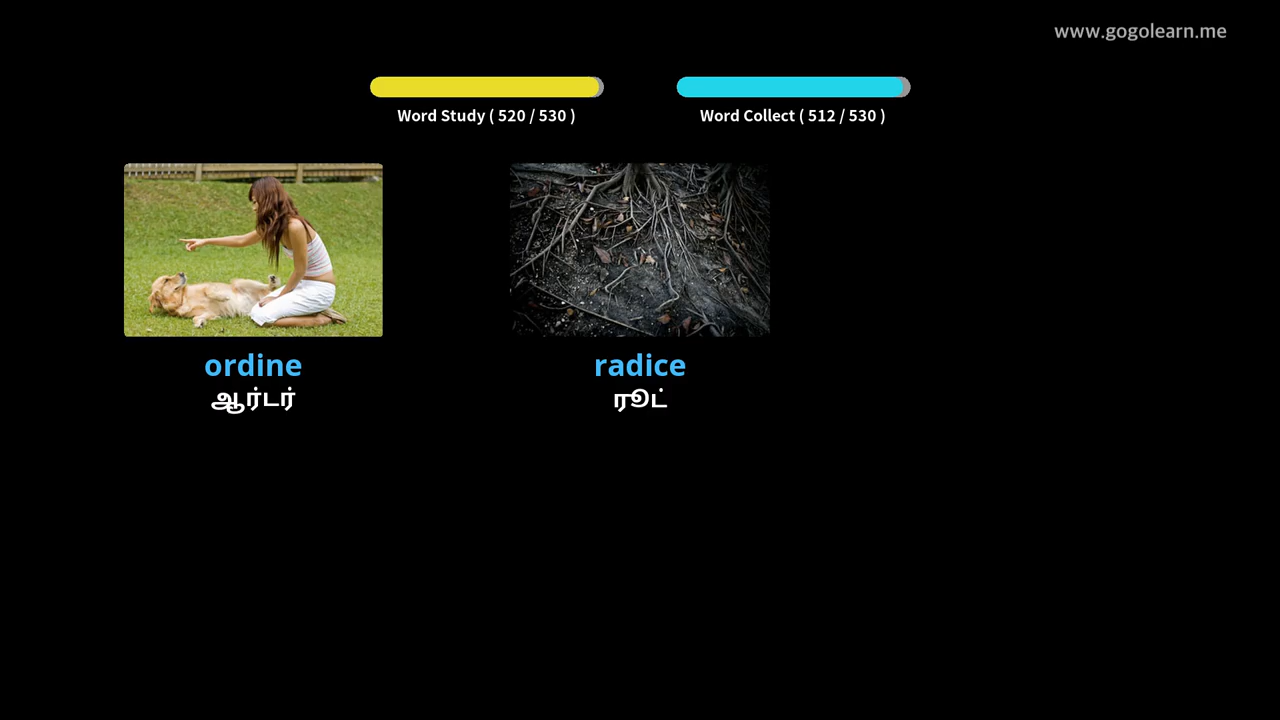 www.gogolearn.me
Word Study ( 520 / 530 )
Word Collect ( 512 / 530 )
ordine
ஆர்டர்
radice
ரூட்